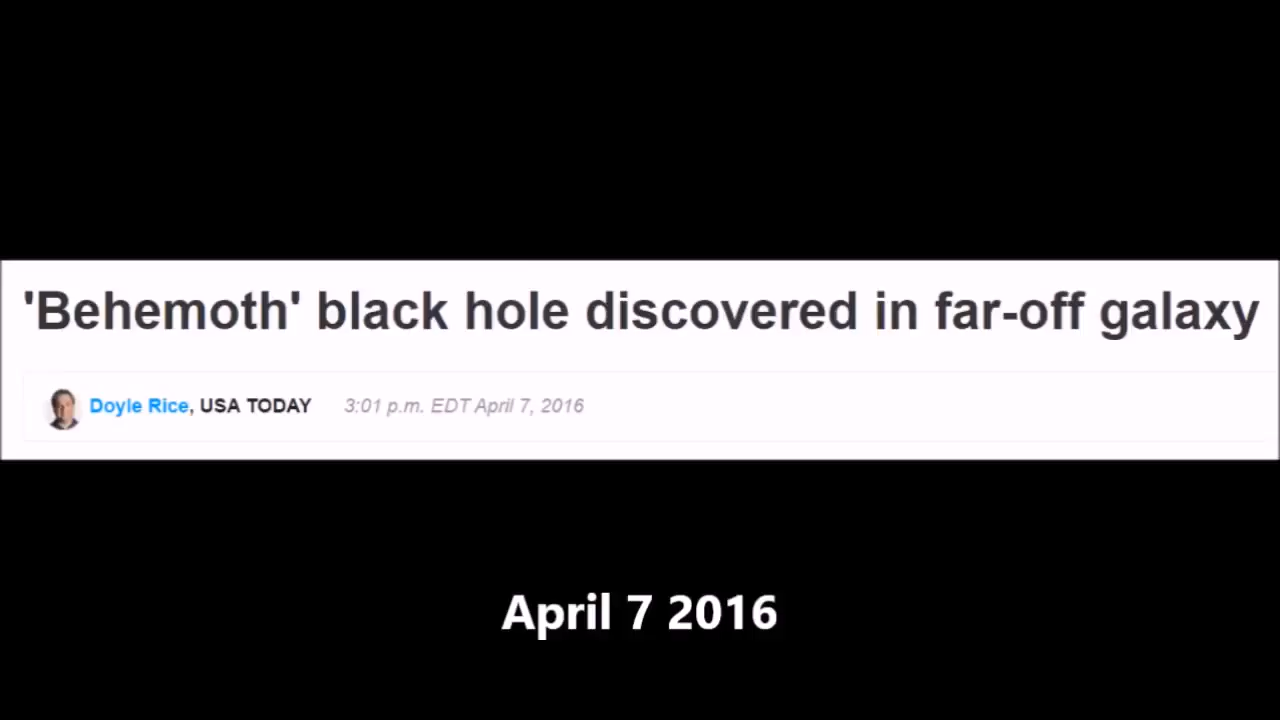 'Behemoth' black hole discovered in far-off galaxy
Doyle Rice, USA TODAY 3:01 p.m. EDT April 7, 2016
April 7 2016